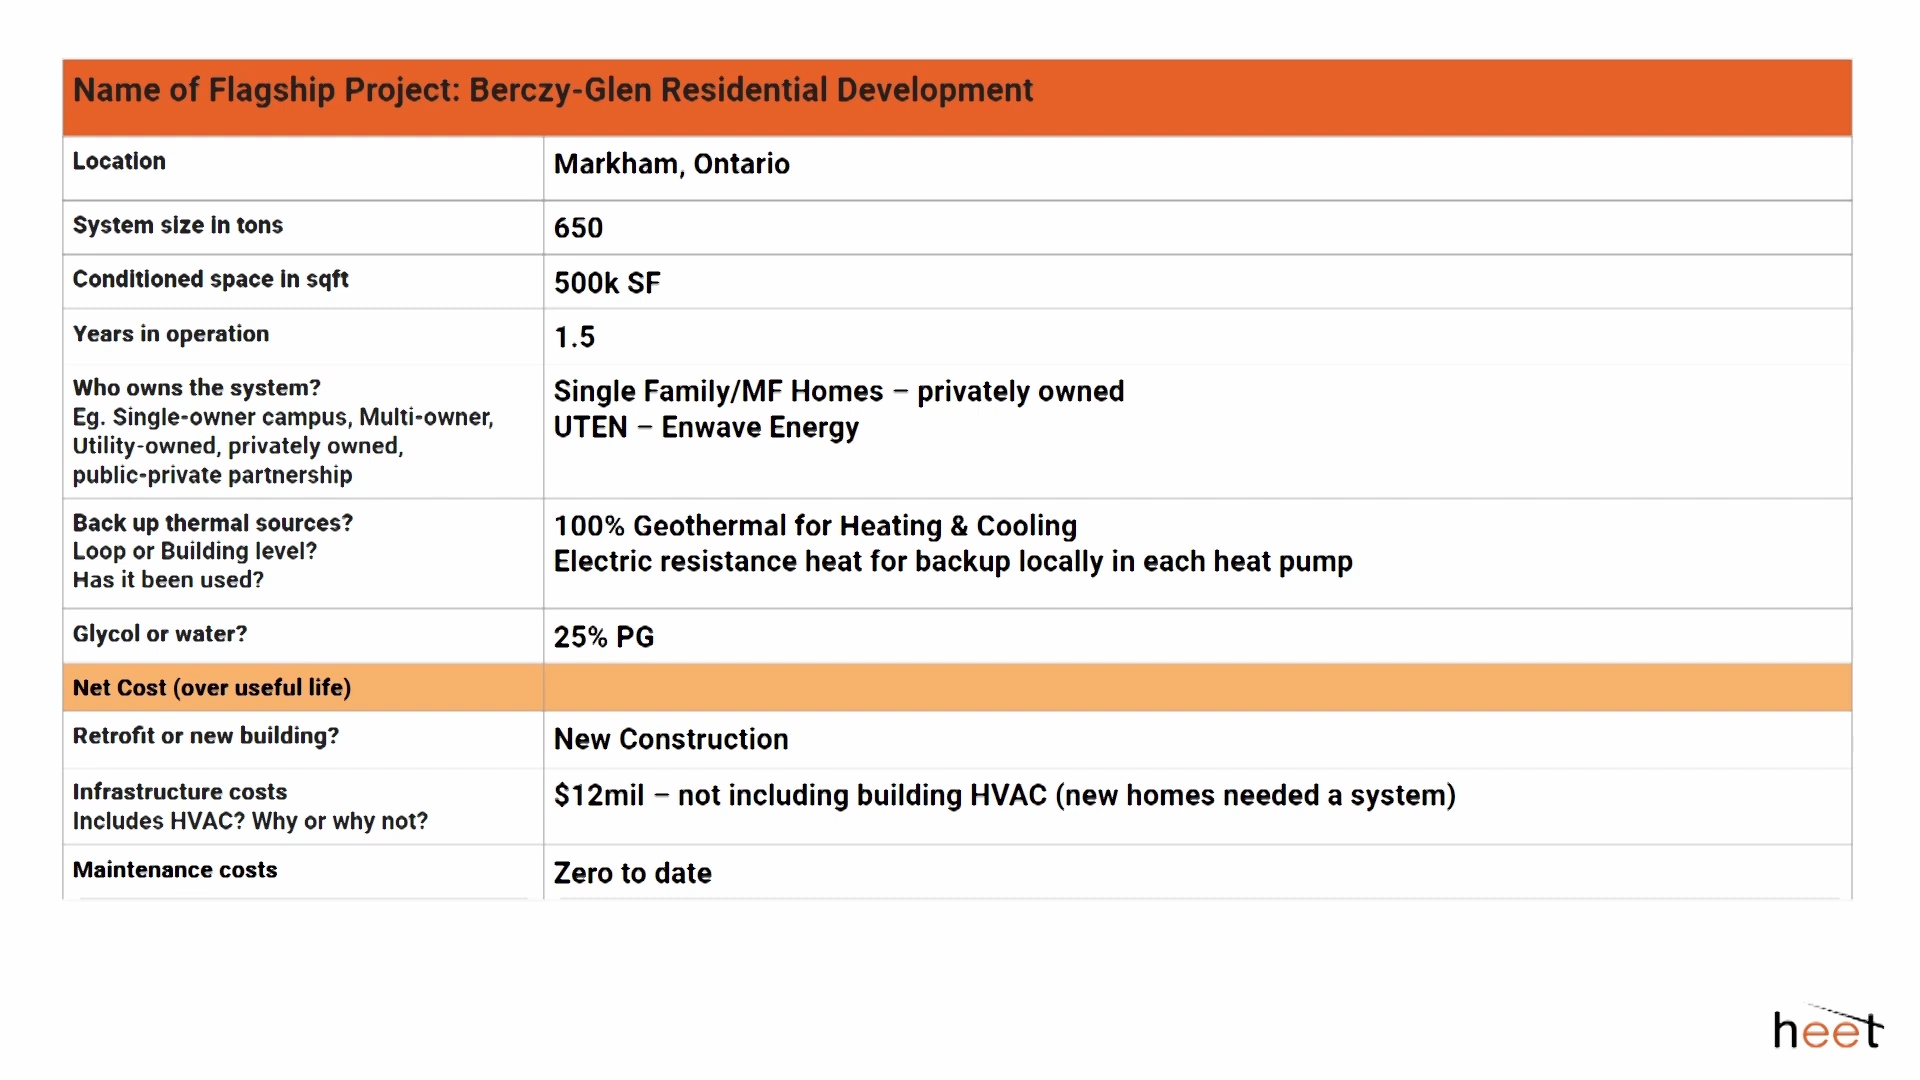 Name of Flagship Project: Berczy-Glen Residential Development
Location
Markham, Ontario
System size in tons
650
Conditioned space in sqft
500k SF
Years in operation
1.5
Who owns the system?
Eg. Single-owner campus, Multi-owner,
Utility-owned, privately owned,
public-private partnership
Single Family/MF Homes – privately owned
UTEN – Enwave Energy
Back up thermal sources?
Loop or Building level?
Has it been used?
100% Geothermal for Heating & Cooling
Electric resistance heat for backup locally in each heat pump
Glycol or water?
25% PG
Net Cost (over useful life)
Retrofit or new building?
New Construction
Infrastructure costs
Includes HVAC? Why or why not?
$12mil – not including building HVAC (new homes needed a system)
Maintenance costs
Zero to date
heet